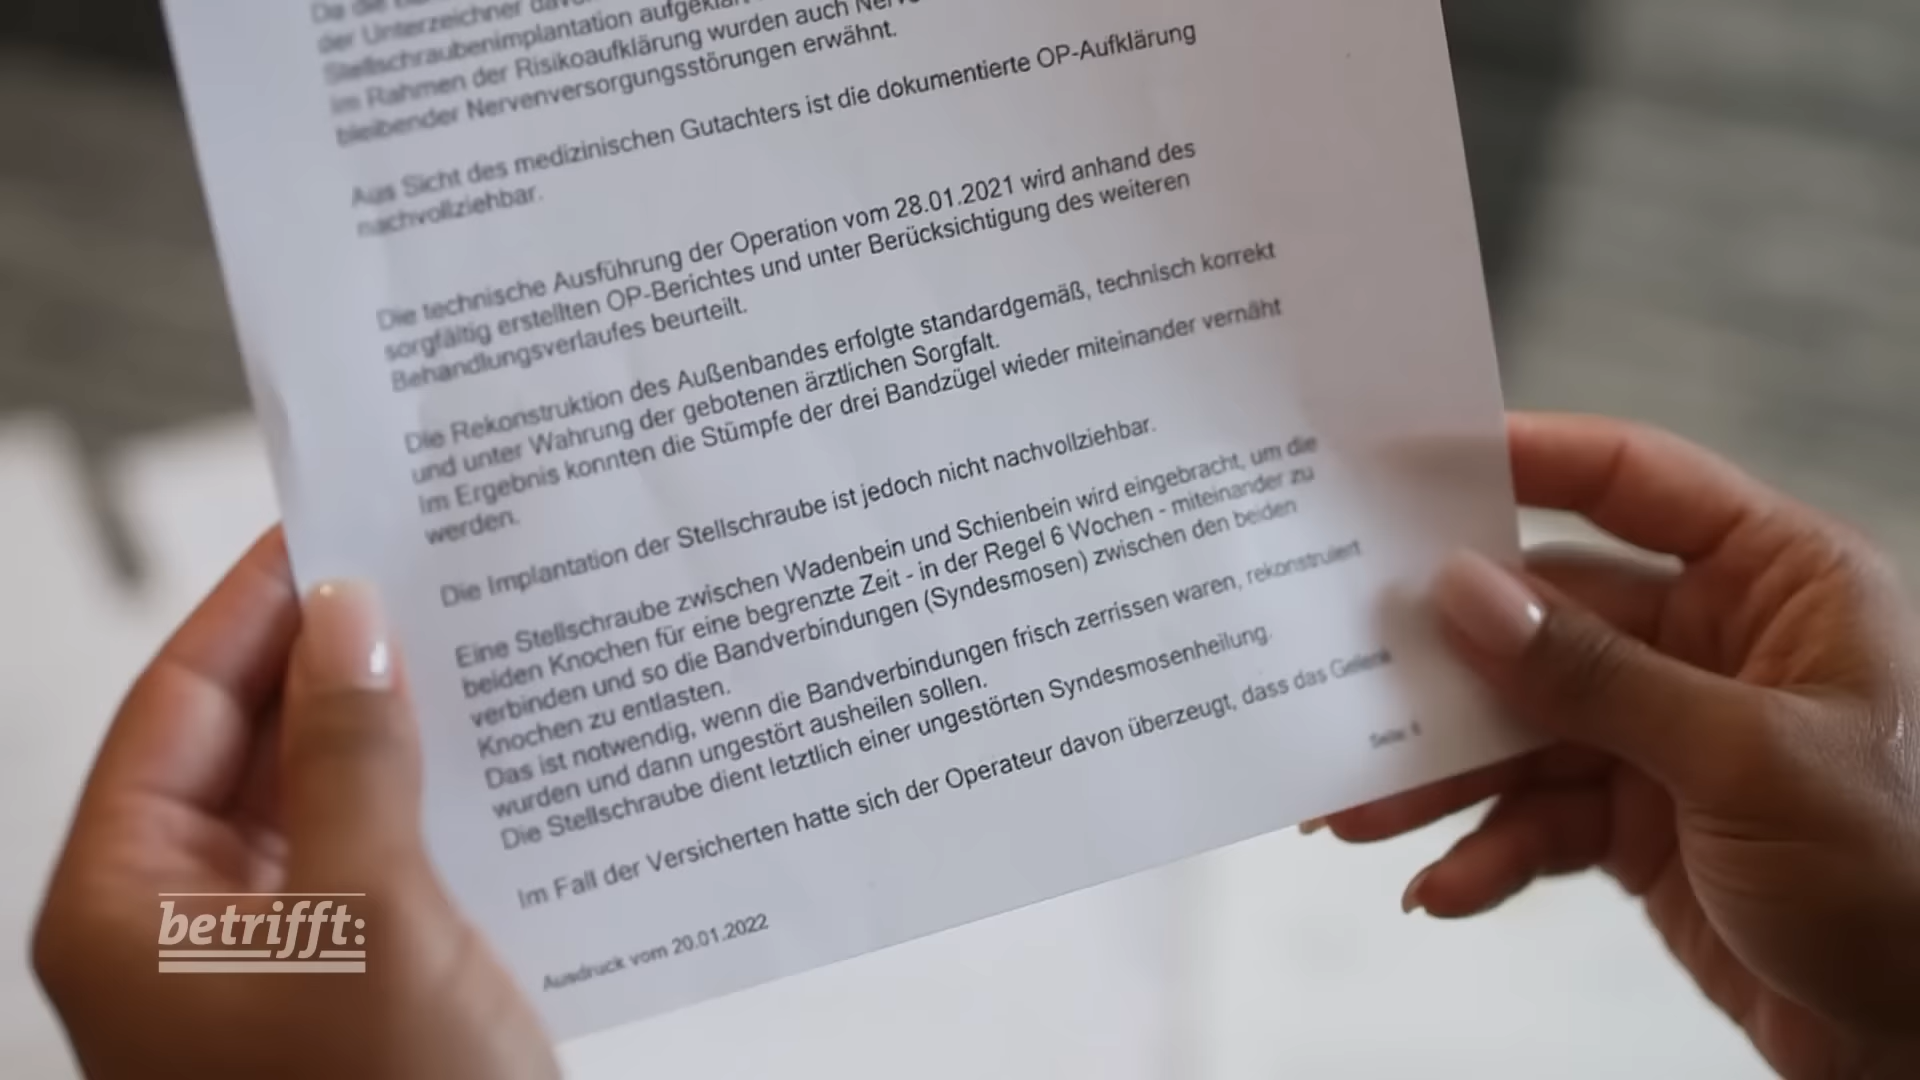 der Unterzeichner
Stellschraubenimplantation
im Rahmen der Risikoaufklärung wurden auch
bleibender Nervenversorgungsstörungen erwähnt.
Aus Sicht des medizinischen Gutachters ist die dokumentierte OP-Aufklärung
nachvollziehbar.
Die technische Ausführung der Operation vom 28.01.2021 wird anhand des
sorgfältig erstellten OP-Berichtes und unter Berücksichtigung des weiteren
Behandlungsverlaufes beurteilt.
Die Rekonstruktion des Außenbandes erfolgte standardgemäß, technisch korrekt
und unter Wahrung der gebotenen ärztlichen Sorgfalt.
Im Ergebnis konnten die Stümpfe der drei Bandzügel wieder miteinander vernäht
werden.
Die Implantation der Stellschraube ist jedoch nicht nachvollziehbar.
Eine Stellschraube zwischen Wadenbein und Schienbein wird eingebracht, um die
beiden Knochen für eine begrenzte Zeit - in der Regel 6 Wochen - miteinander zu
verbinden und so die Bandverbindungen (Syndesmosen) zwischen den beiden
Knochen zu entlasten.
Das ist notwendig, wenn die Bandverbindungen frisch zerrissen waren, rekonstruiert
wurden und dann ungestört ausheilen sollen.
Die Stellschraube dient letztlich einer ungestörten Syndesmosenheilung.
Im Fall der Versicherten hatte sich der Operateur davon überzeugt, dass das Gelenk
Seite:
Ausdruck vom 20.01.2022
betrifft: